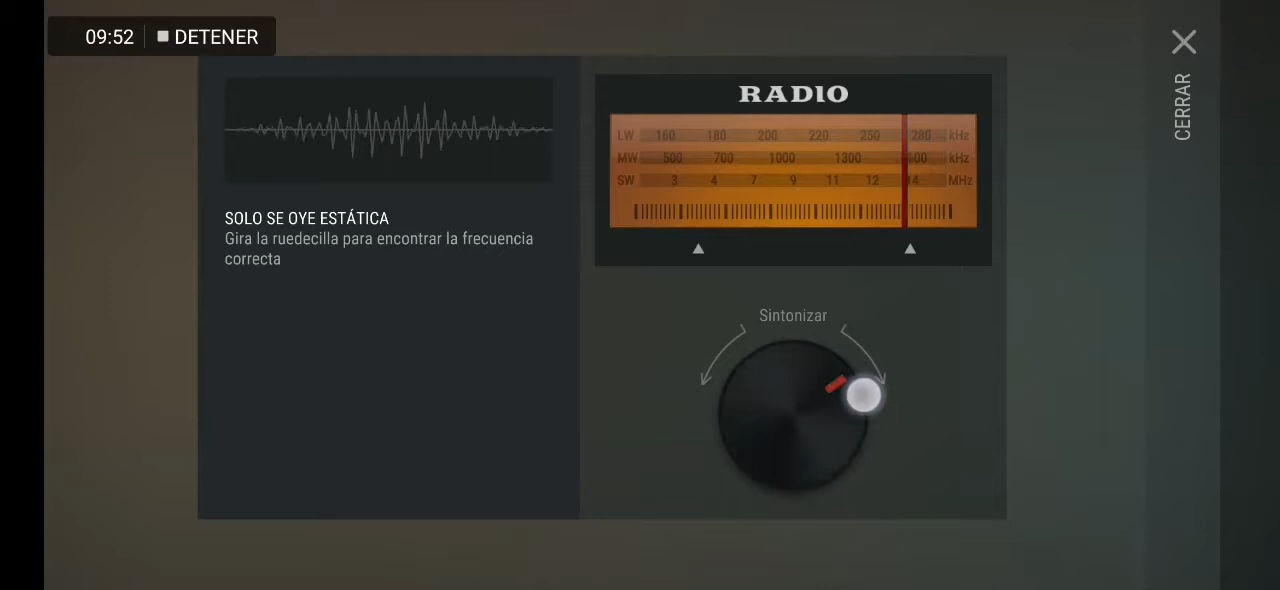 09:52
DETENER
CERRAR
SOLO SE OYE ESTÁTICA
Gira la ruedecilla para encontrar la frecuencia
correcta
RADIO
LW 160 180 200 220 250 280 kHz
MW 500 700 1000 1300 kHz
SW 3 4 7 9 11 12 14 MHz
Sintonizar